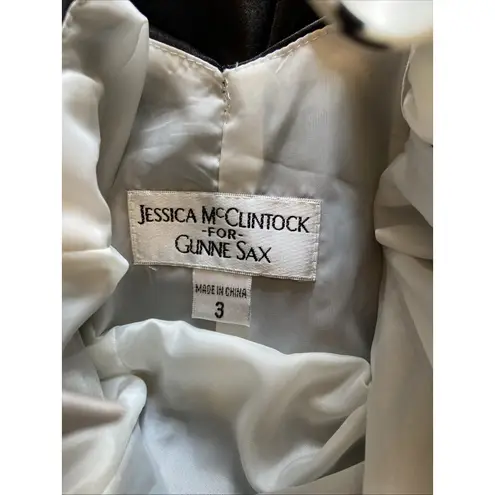 JESSICA McCLINTOCK
-FOR-
GUNNE SAX
MADE IN CHINA
3